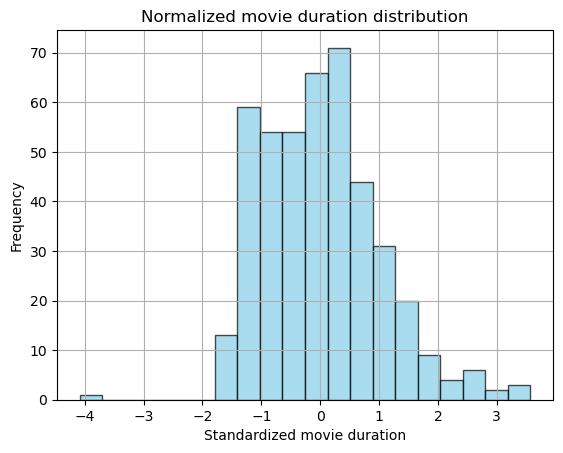 Normalized movie duration distribution
70
60
50
40
30
20
10
0
Frequency
−4 −3 −2 −1 0 1 2 3
Standardized movie duration